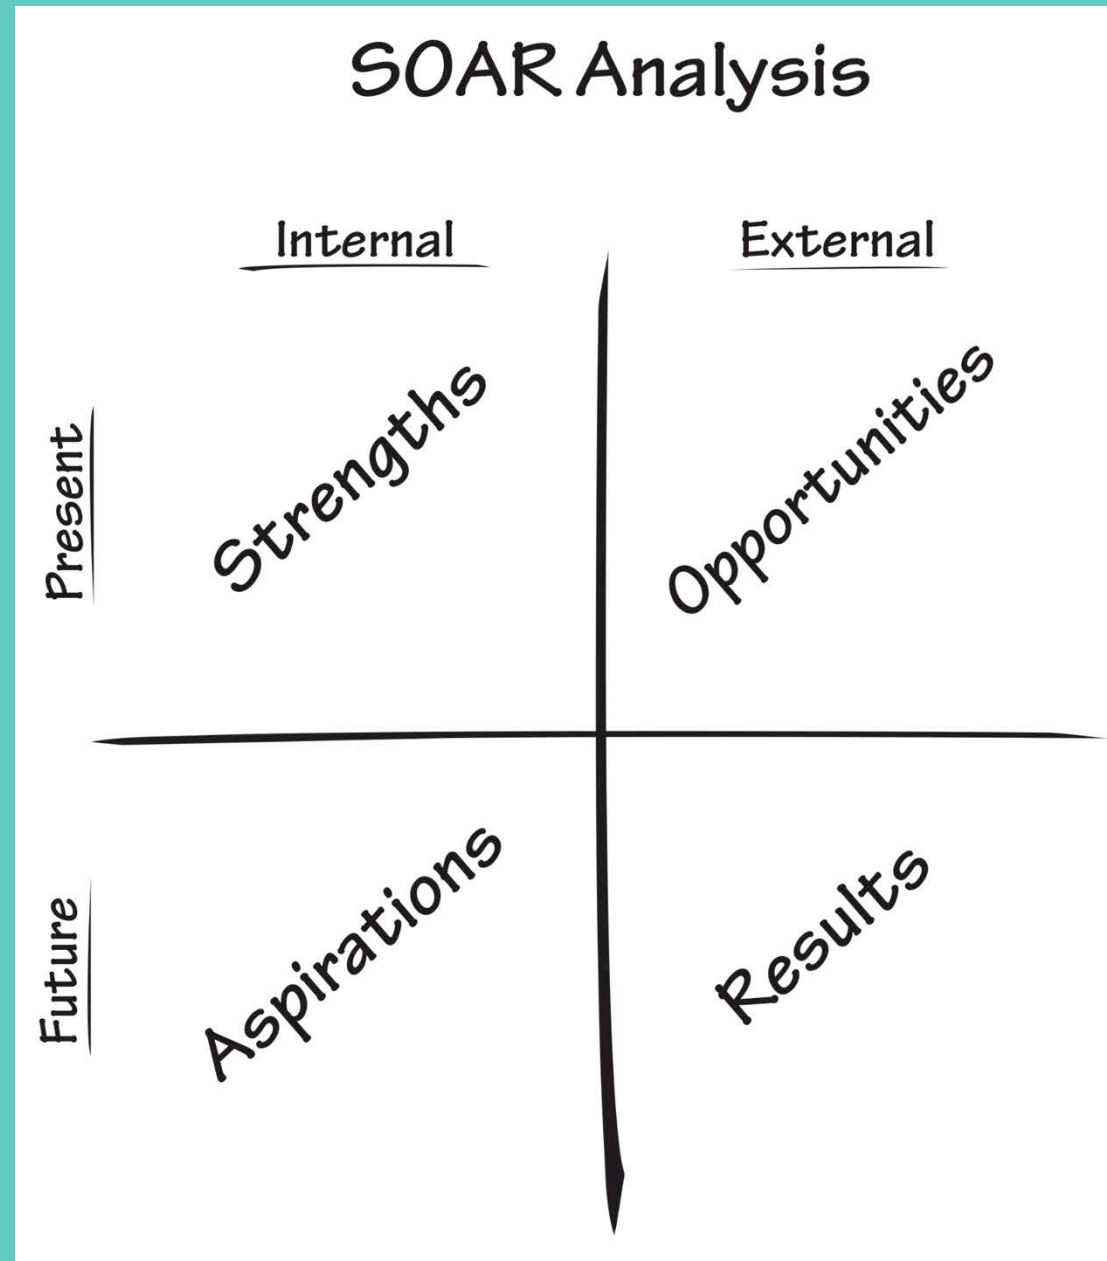 SOAR Analysis
Internal
External
Present
Strengths
Opportunities
Future
Aspirations
Results